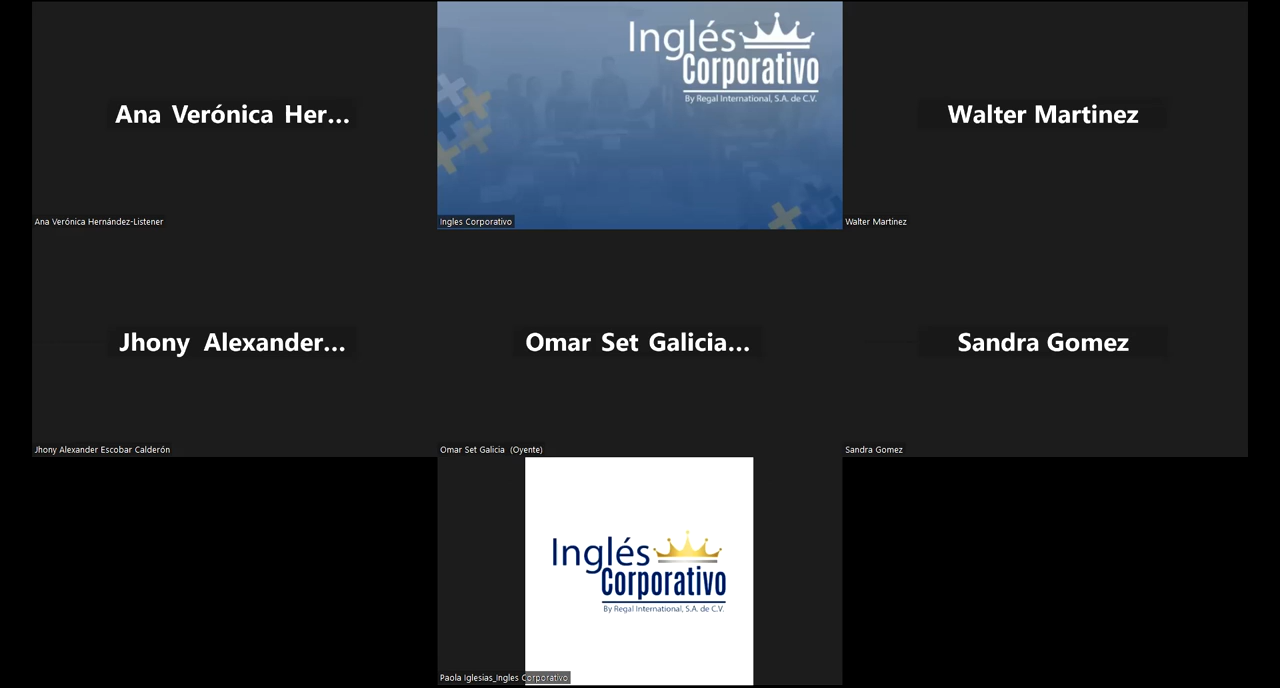 Ana Verónica Her...
Ana Verónica Hernández-Listener
Inglés
Corporativo
By Regal International, S.A. de C.V.
Ingles Corporativo
Walter Martinez
Walter Martinez
Jhony Alexander...
Jhony Alexander Escobar Calderón
Omar Set Galicia...
Omar Set Galicia (Oyente)
Sandra Gomez
Sandra Gomez
Inglés
Corporativo
By Regal International, S.A. de C.V.
Paola Iglesias_Ingles Corporativo